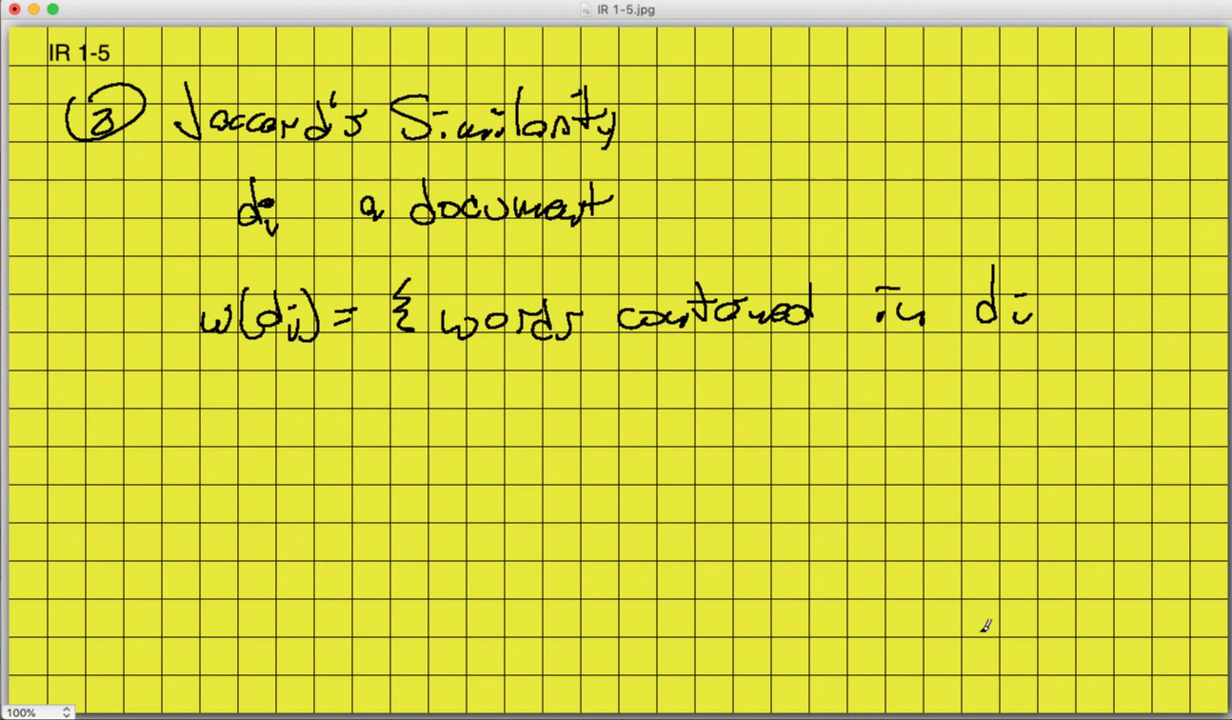 IR 1-5.jpg
IR 1-5
③ Jaccard's Similarity
di a document
w(di) = { words contained in di
100%